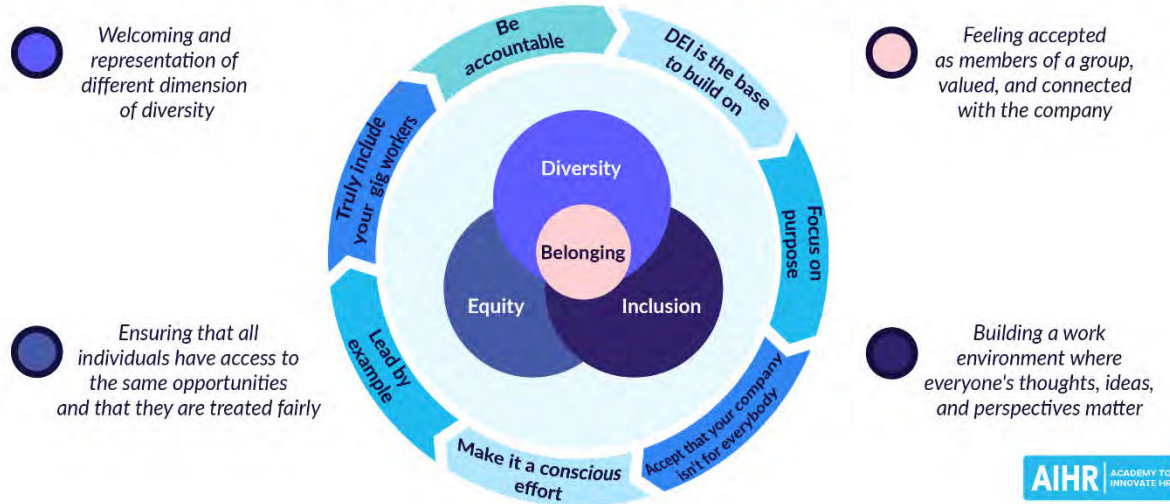 Welcoming and
representation of
different dimension
of diversity
Ensuring that all
individuals have access to
the same opportunities
and that they are treated fairly
Be
accountable
DEI is the base
to build on
Focus on
purpose
Accept that your company
isn't for everybody
Make it a conscious
effort
Lead by
example
Truly include
your gig workers
Diversity
Belonging
Equity
Inclusion
Feeling accepted
as members of a group,
valued, and connected
with the company
Building a work
environment where
everyone's thoughts, ideas,
and perspectives matter
AIHR
ACADEMY TO
INNOVATE HR